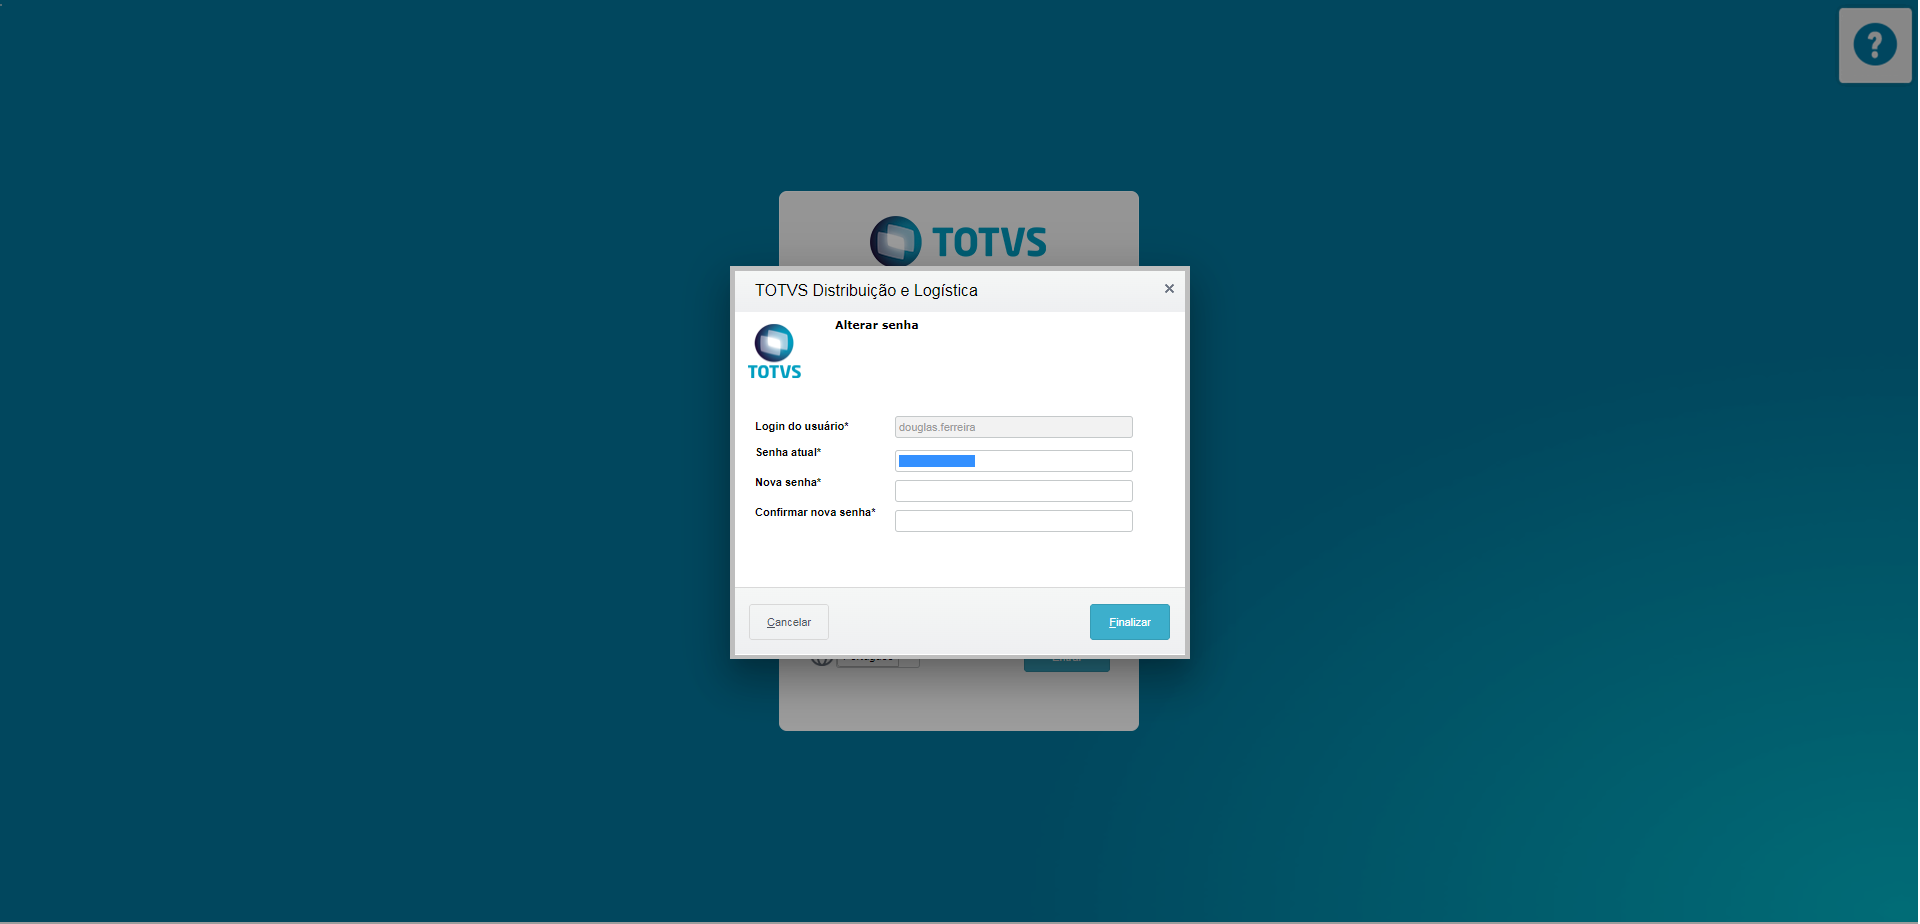 ?
TOTVS
TOTVS Distribuição e Logística
×
Alterar senha
TOTVS
Login do usuário*
douglas.ferreira
Senha atual*
Nova senha*
Confirmar nova senha*
Cancelar
Finalizar